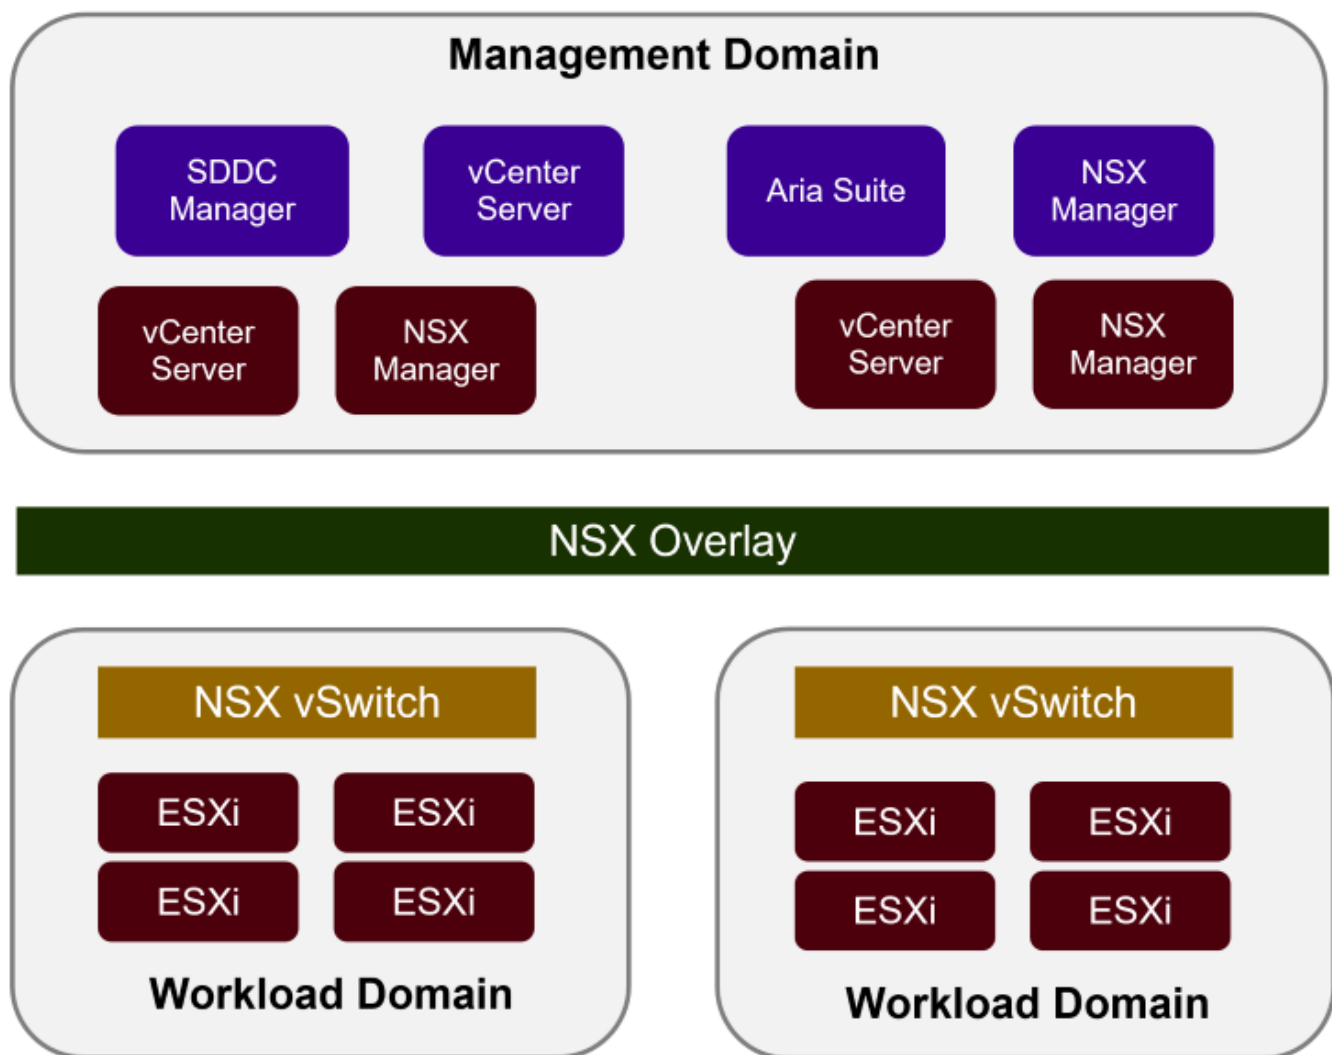 Management Domain
SDDC
Manager
vCenter
Server
Aria Suite
NSX
Manager
vCenter
Server
NSX
Manager
vCenter
Server
NSX
Manager
NSX Overlay
NSX vSwitch
ESXi
ESXi
ESXi
ESXi
Workload Domain
NSX vSwitch
ESXi
ESXi
ESXi
ESXi
Workload Domain